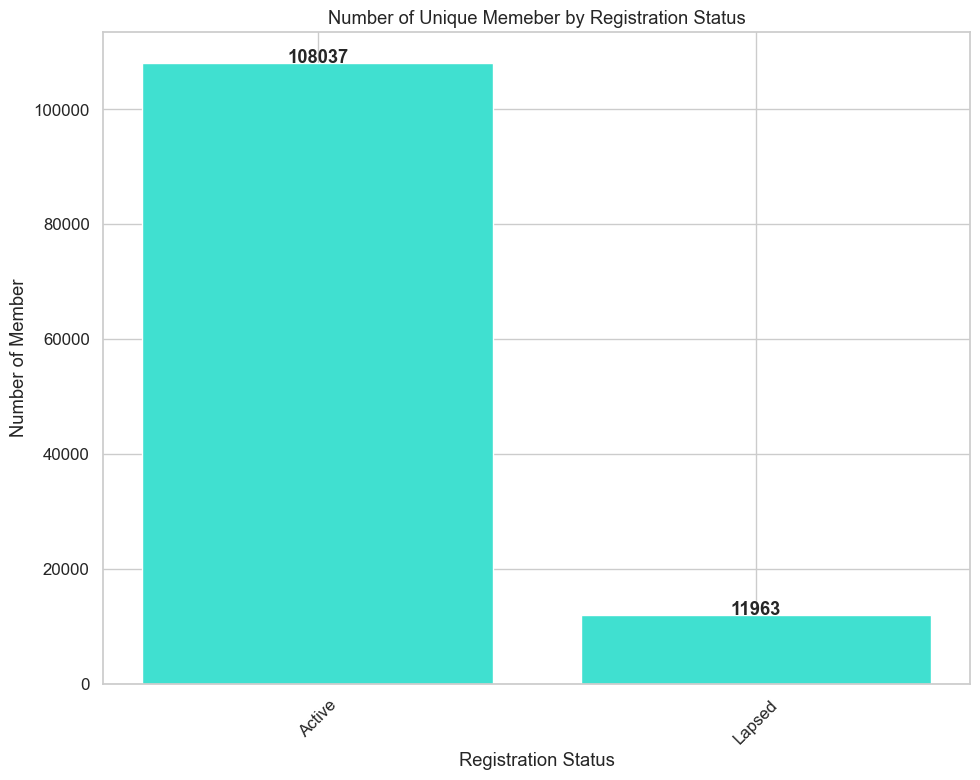 Number of Unique Memeber by Registration Status
108037
100000
80000
60000
40000
20000
0
Number of Member
11963
Active
Lapsed
Registration Status